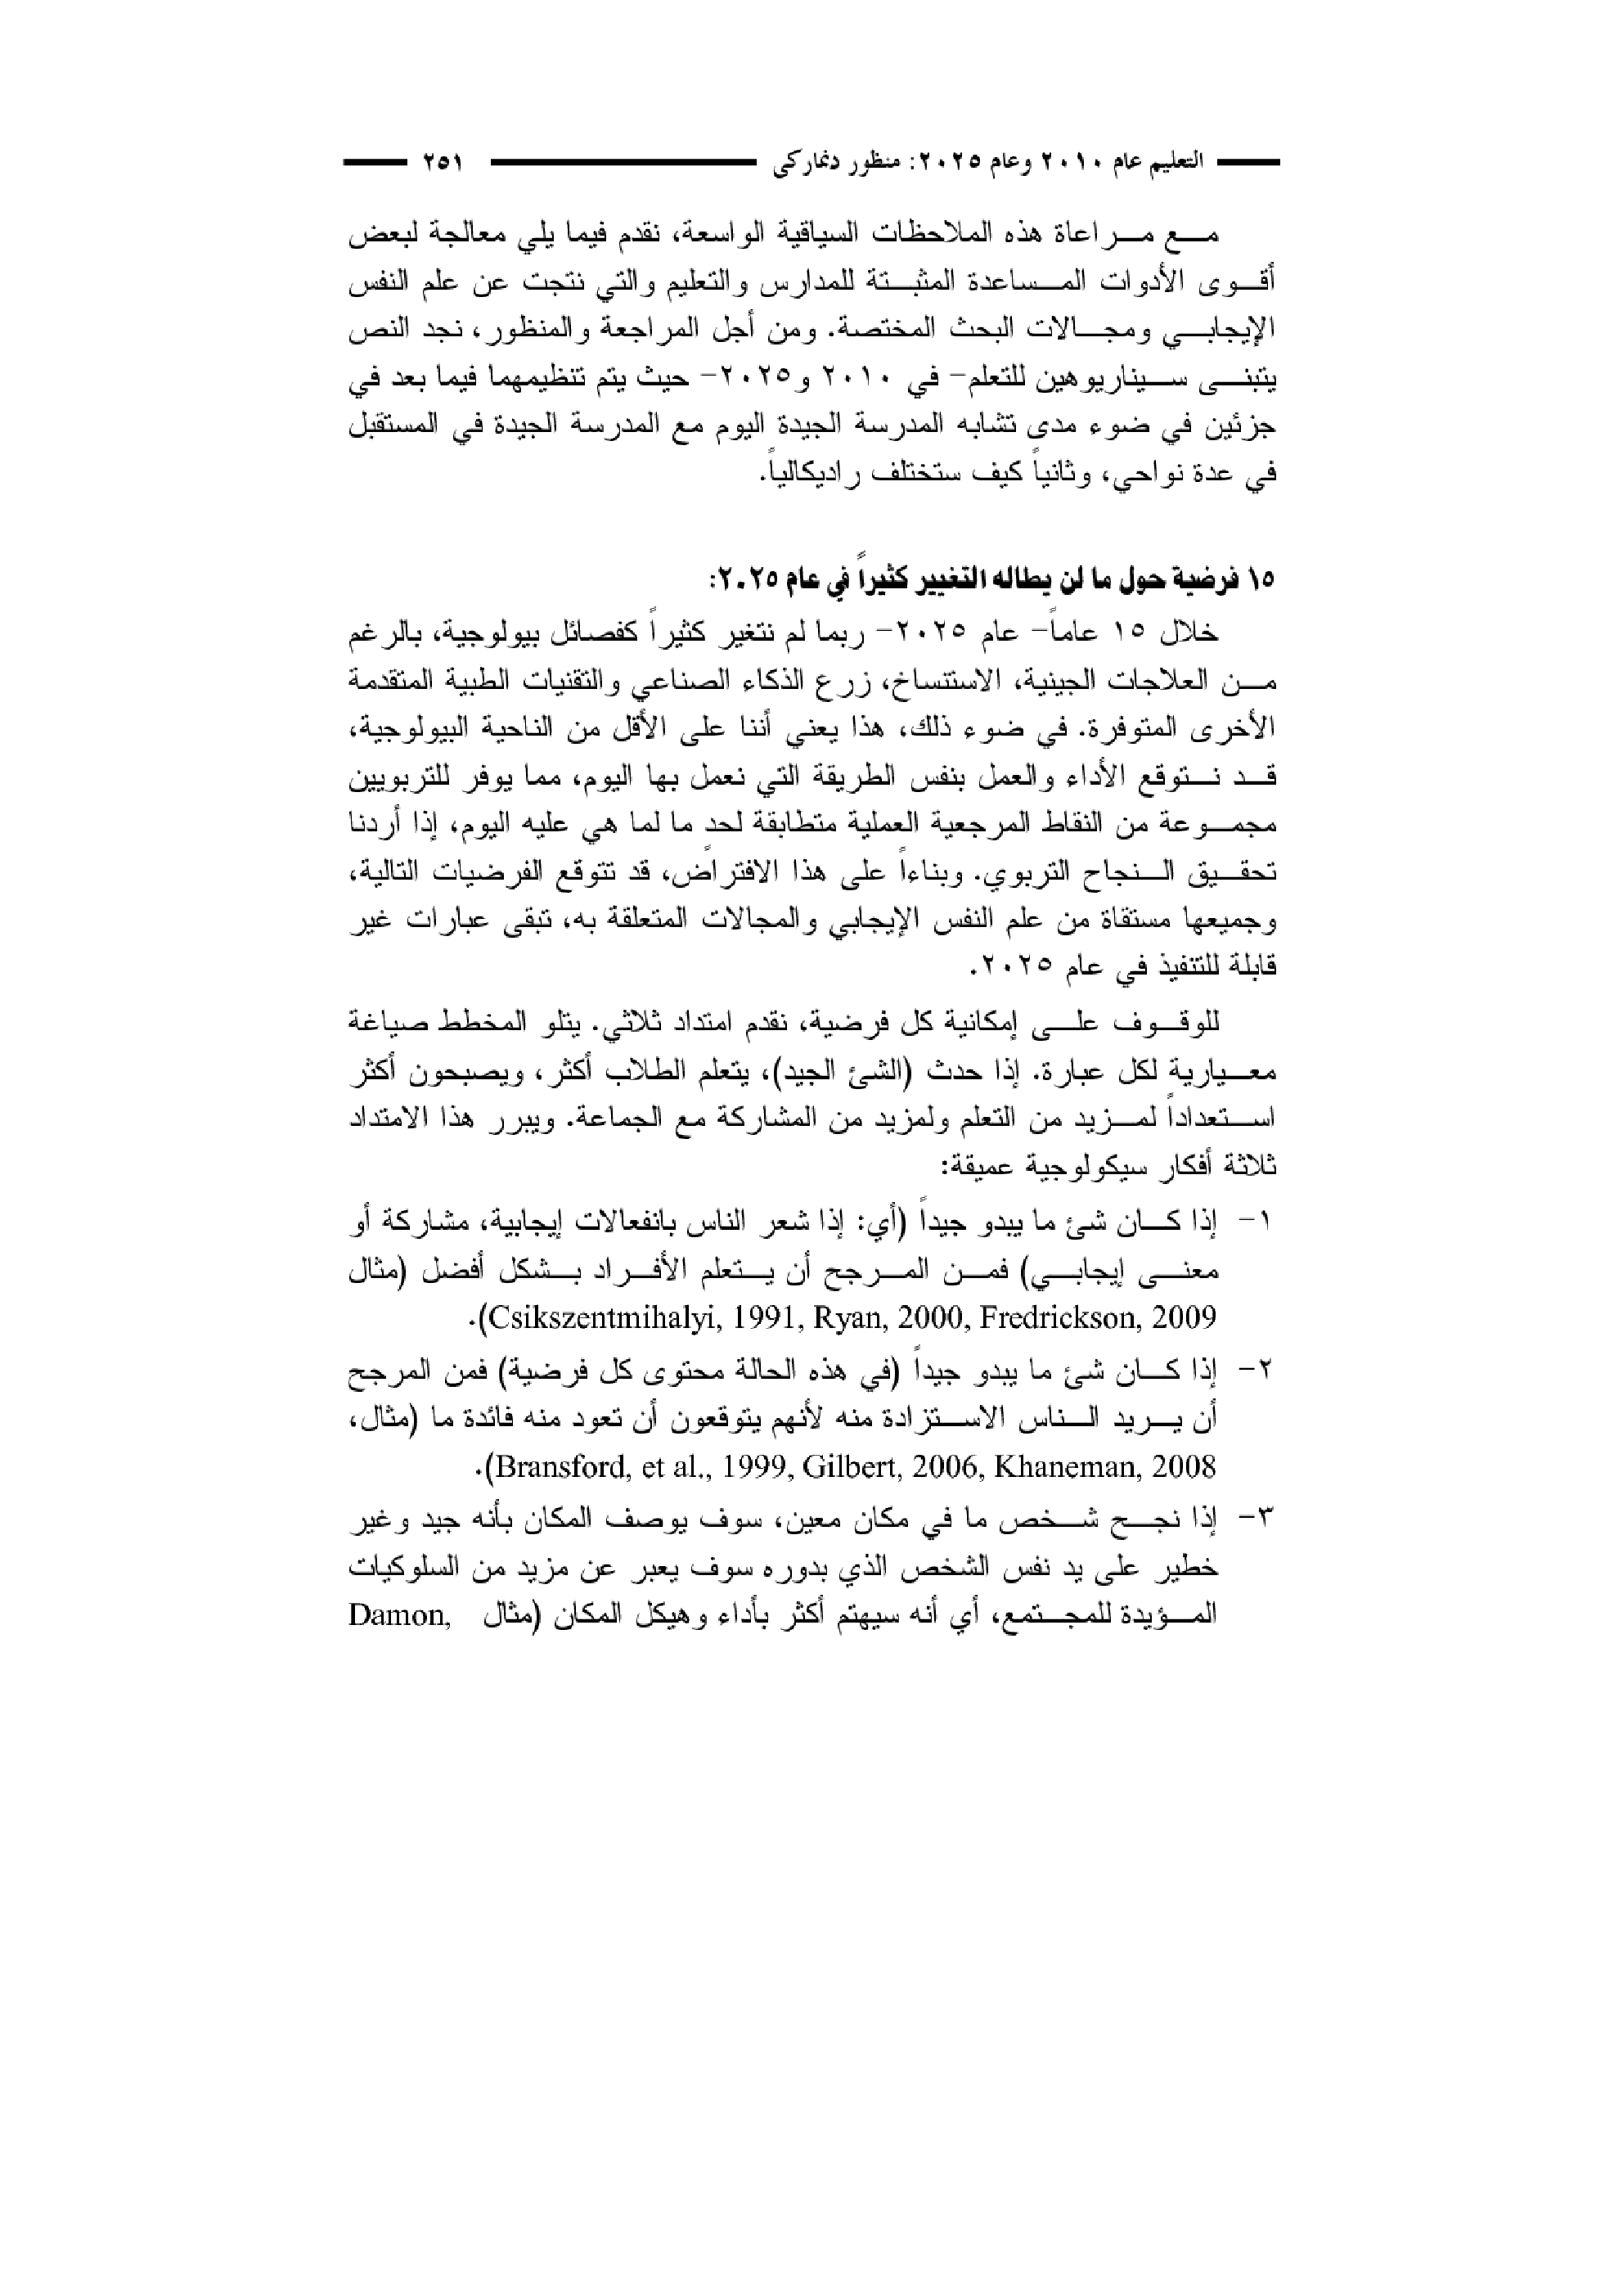 التعليم عام ٢٠١٠ وعام ٢٠٢٥: منظور دنماركى ٢٥١
مع مراعاة هذه الملاحظات السياقية الواسعة، نقدم فيما يلي معالجة لبعض
أقوى الأدوات المساعدة المثبتة للمدارس والتعليم والتي نتجت عن علم النفس
الإيجابي ومجالات البحث المختصة. ومن أجل المراجعة والمنظور، نجد النص
يتبنى سيناريوهين للتعلم- في ٢٠١٠ و٢٠٢٥- حيث يتم تنظيمهما فيما بعد في
جزئين في ضوء مدى تشابه المدرسة الجيدة اليوم مع المدرسة الجيدة في المستقبل
في عدة نواحي، وثانياً كيف ستختلف راديكالياً.
١٥ فرضية حول ما لن يطاله التغيير كثيراً في عام ٢٠٢٥:
خلال ١٥ عاماً- عام ٢٠٢٥- ربما لم نتغير كثيراً كفصائل بيولوجية، بالرغم
من العلاجات الجينية، الاستنساخ، زرع الذكاء الصناعي والتقنيات الطبية المتقدمة
الأخرى المتوفرة. في ضوء ذلك، هذا يعني أننا على الأقل من الناحية البيولوجية،
قد نتوقع الأداء والعمل بنفس الطريقة التي نعمل بها اليوم، مما يوفر للتربويين
مجموعة من النقاط المرجعية العملية متطابقة لحد ما لما هي عليه اليوم، إذا أردنا
تحقيق النجاح التربوي. وبناءاً على هذا الافتراض، قد تتوقع الفرضيات التالية،
وجميعها مستقاة من علم النفس الإيجابي والمجالات المتعلقة به، تبقى عبارات غير
قابلة للتنفيذ في عام ٢٠٢٥.
للوقوف على إمكانية كل فرضية، نقدم امتداد ثلاثي. يتلو المخطط صياغة
معيارية لكل عبارة. إذا حدث (الشئ الجيد)، يتعلم الطلاب أكثر، ويصبحون أكثر
استعداداً لمزيد من التعلم ولمزيد من المشاركة مع الجماعة. ويبرر هذا الامتداد
ثلاثة أفكار سيكولوجية عميقة:
١- إذا كان شئ ما يبدو جيداً (أي: إذا شعر الناس بانفعالات إيجابية، مشاركة أو
معنى إيجابي) فمن المرجح أن يتعلم الأفراد بشكل أفضل (مثال
Csikszentmihalyi, 1991, Ryan, 2000, Fredrickson, 2009).
٢- إذا كان شئ ما يبدو جيداً (في هذه الحالة محتوى كل فرضية) فمن المرجح
أن يريد الناس الاستزادة منه لأنهم يتوقعون أن تعود منه فائدة ما (مثال،
Bransford, et al., 1999, Gilbert, 2006, Khaneman, 2008).
٣- إذا نجح شخص ما في مكان معين، سوف يوصف المكان بأنه جيد وغير
خطير على يد نفس الشخص الذي بدوره سوف يعبر عن مزيد من السلوكيات
المؤيدة للمجتمع، أي أنه سيهتم أكثر بأداء وهيكل المكان (مثال Damon,